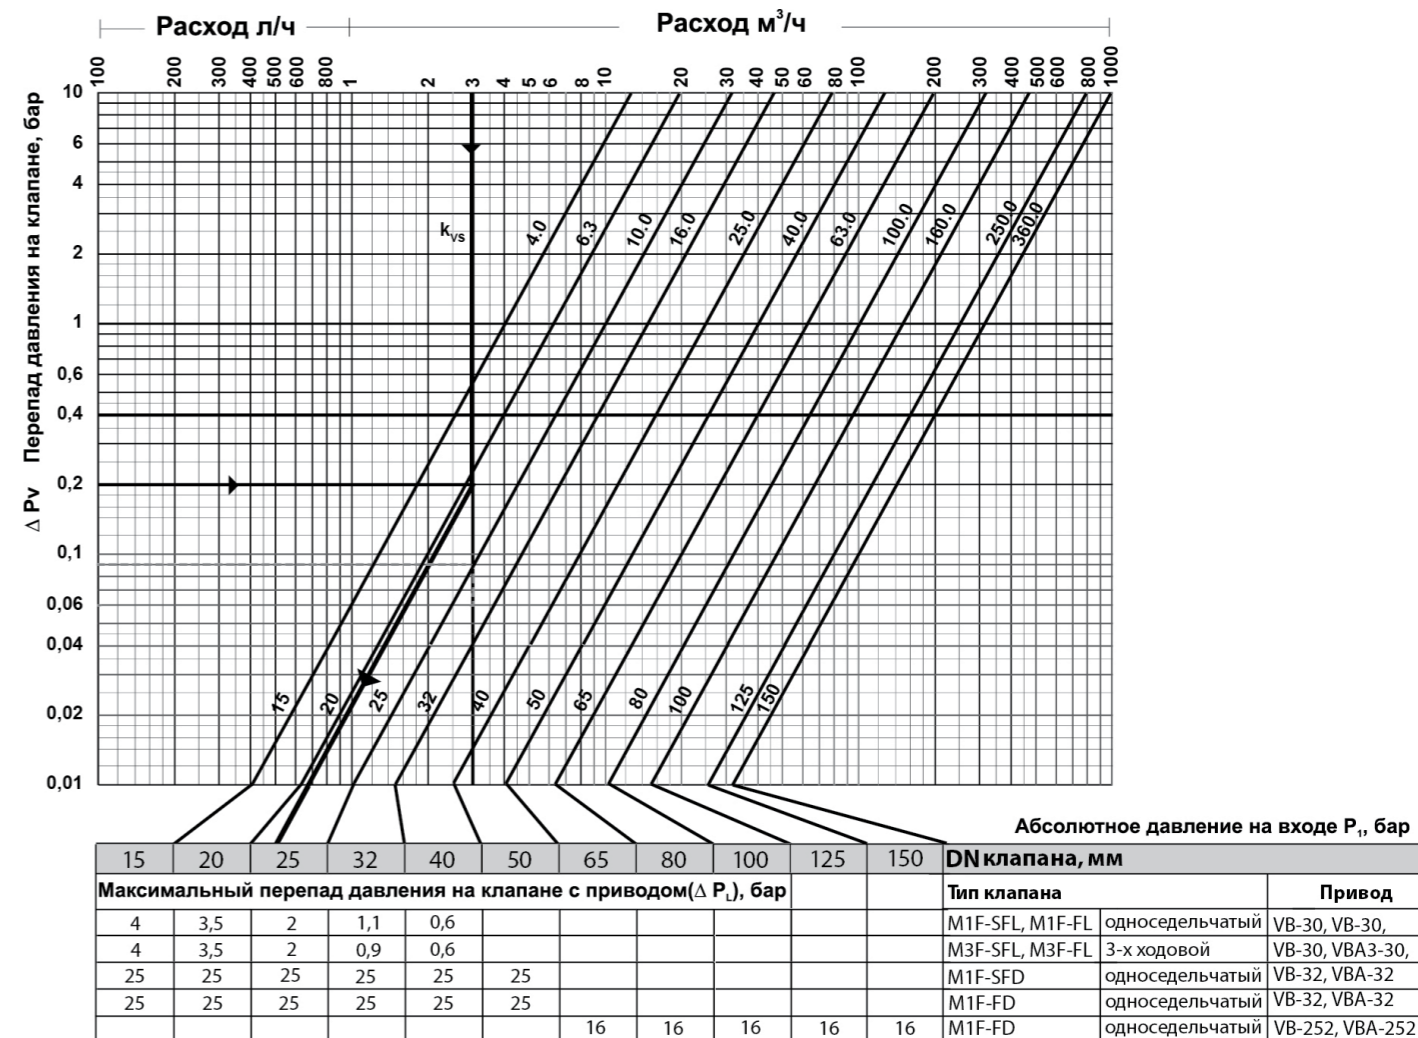 Расход л/ч
Расход м³/ч
100 200 300 400 500 600 800 1 2 3 4 5 6 8 10 20 30 40 50 60 80 100 200 300 400 500 600 800 1000
Δ Pv Перепад давления на клапане, бар
10
6
4
2
1
0,6
0,4
0,2
0,1
0,06
0,04
0,02
0,01
kvs
4.0 6.3 10.0 16.0 25.0 40.0 63.0 100.0 160.0 250.0 360.0
15 20 25 32 40 50 65 80 100 125 150
Абсолютное давление на входе P₁, бар
15 20 25 32 40 50 65 80 100 125 150 DN клапана, мм
Максимальный перепад давления на клапане с приводом(Δ PL), бар Тип клапана Привод
4 3,5 2 1,1 0,6 M1F-SFL, M1F-FL односедельчатый VB-30, VB-30,
4 3,5 2 0,9 0,6 M3F-SFL, M3F-FL 3-х ходовой VB-30, VBA3-30,
25 25 25 25 25 25 M1F-SFD односедельчатый VB-32, VBA-32
25 25 25 25 25 25 M1F-FD односедельчатый VB-32, VBA-32
16 16 16 16 16 M1F-FD односедельчатый VB-252, VBA-252